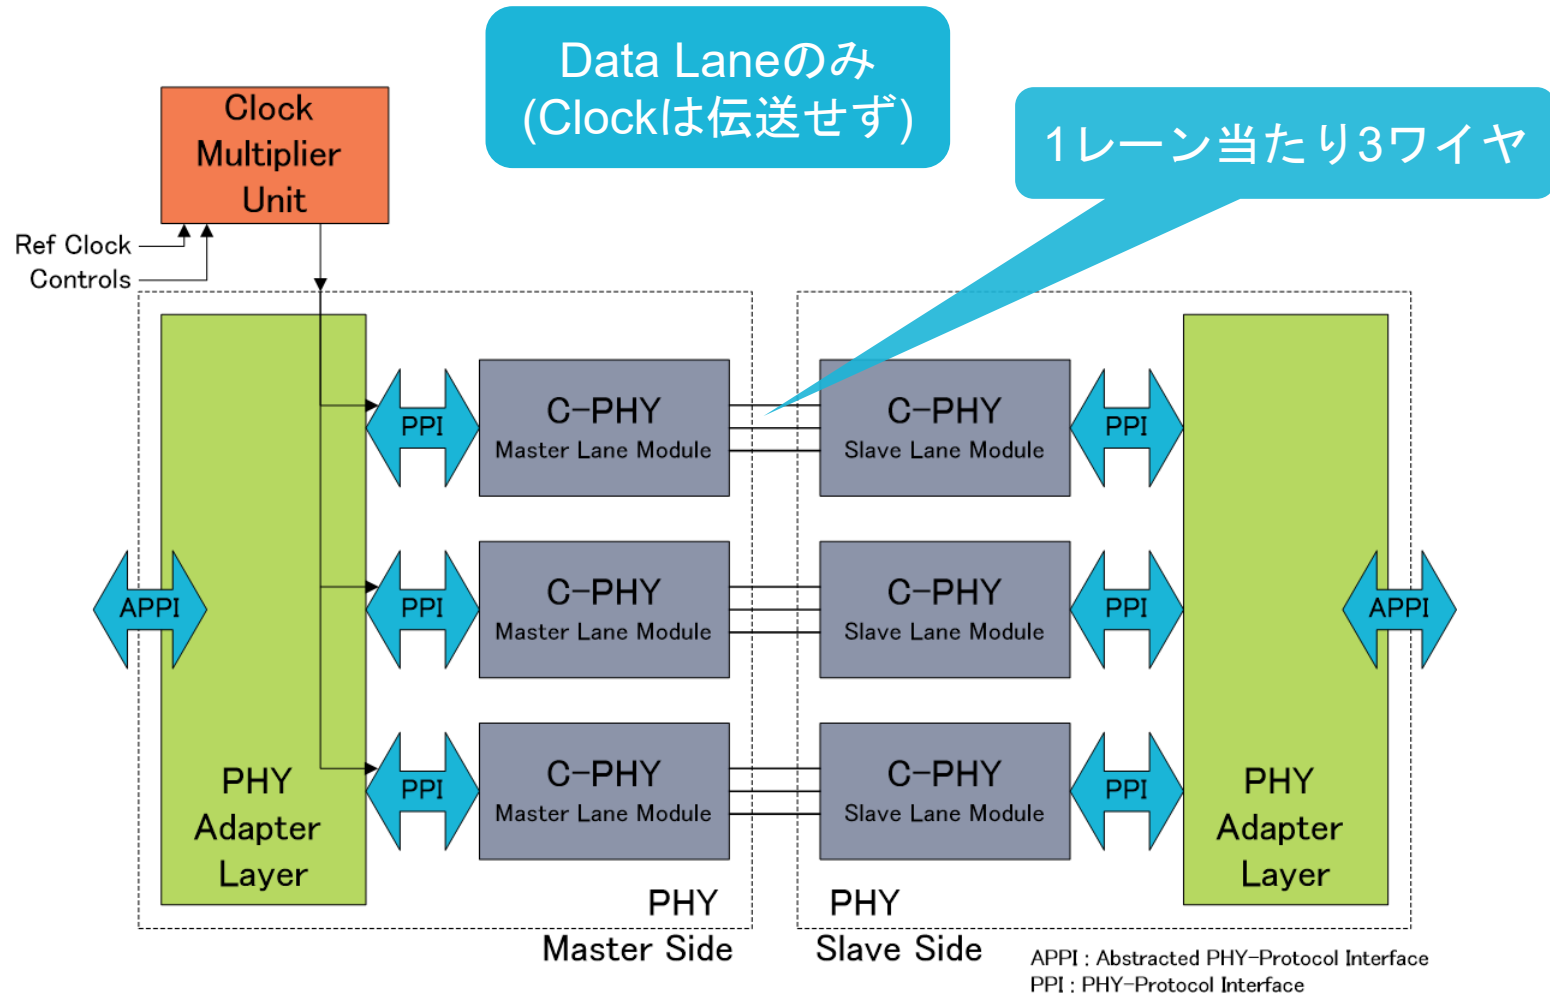 Data Laneのみ
(Clockは伝送せず)
1レーン当たり3ワイヤ
Clock
Multiplier
Unit
Ref Clock
Controls
PPI
C-PHY
Master Lane Module
C-PHY
Slave Lane Module
PPI
APPI
PPI
C-PHY
Master Lane Module
C-PHY
Slave Lane Module
PPI
APPI
PHY
Adapter
Layer
PPI
C-PHY
Master Lane Module
C-PHY
Slave Lane Module
PPI
PHY
Adapter
Layer
PHY
Master Side
PHY
Slave Side
APPI : Abstracted PHY-Protocol Interface
PPI : PHY-Protocol Interface